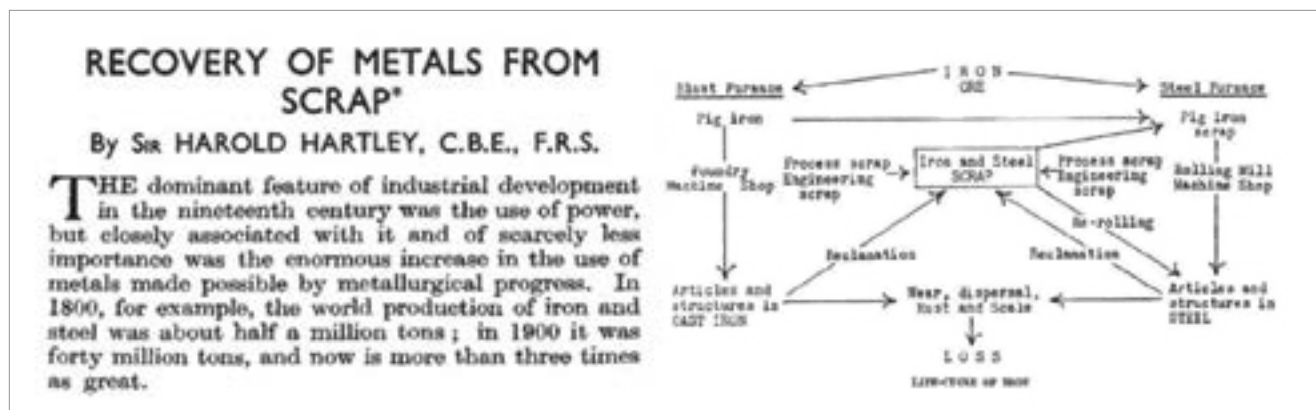 RECOVERY OF METALS FROM
SCRAP*
By Sir HAROLD HARTLEY, C.B.E., F.R.S.
THE dominant feature of industrial development
in the nineteenth century was the use of power,
but closely associated with it and of scarcely less
importance was the enormous increase in the use of
metals made possible by metallurgical progress. In
1800, for example, the world production of iron and
steel was about half a million tons; in 1900 it was
forty million tons, and now is more than three times
as great.
IRON
ORE
Blast Furnace
Steel Furnace
Pig iron
Pig iron
scrap
Foundry
Machine Shop
Process scrap
Engineering
scrap
Iron and Steel
SCRAP
Process scrap
Engineering
scrap
Rolling Mill
Machine Shop
Re-rolling
Reclamation
Reclamation
Articles and
structures in
CAST IRON
Wear, dispersal,
Rust and Scale
Articles and
structures in
STEEL
LOSS
LIFE-CYCLE OF IRON